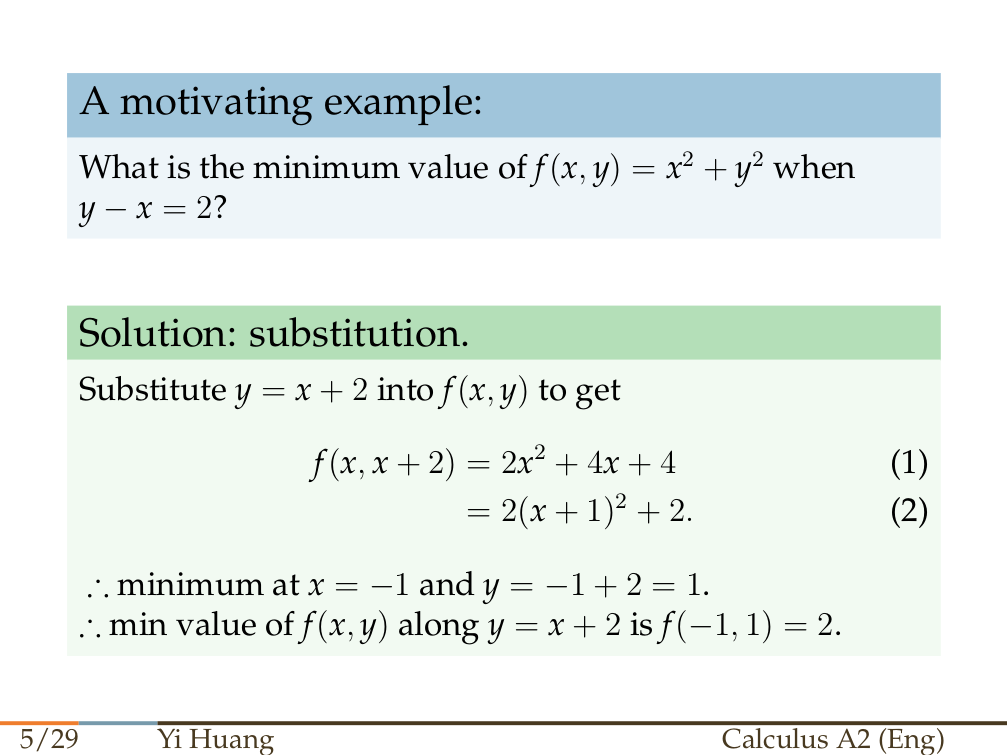 A motivating example:
What is the minimum value of f(x, y) = x² + y² when
y − x = 2?
Solution: substitution.
Substitute y = x + 2 into f(x, y) to get
f(x, x + 2) = 2x² + 4x + 4 (1)
= 2(x + 1)² + 2. (2)
∴ minimum at x = −1 and y = −1 + 2 = 1.
∴ min value of f(x, y) along y = x + 2 is f(−1, 1) = 2.
5/29 Yi Huang Calculus A2 (Eng)